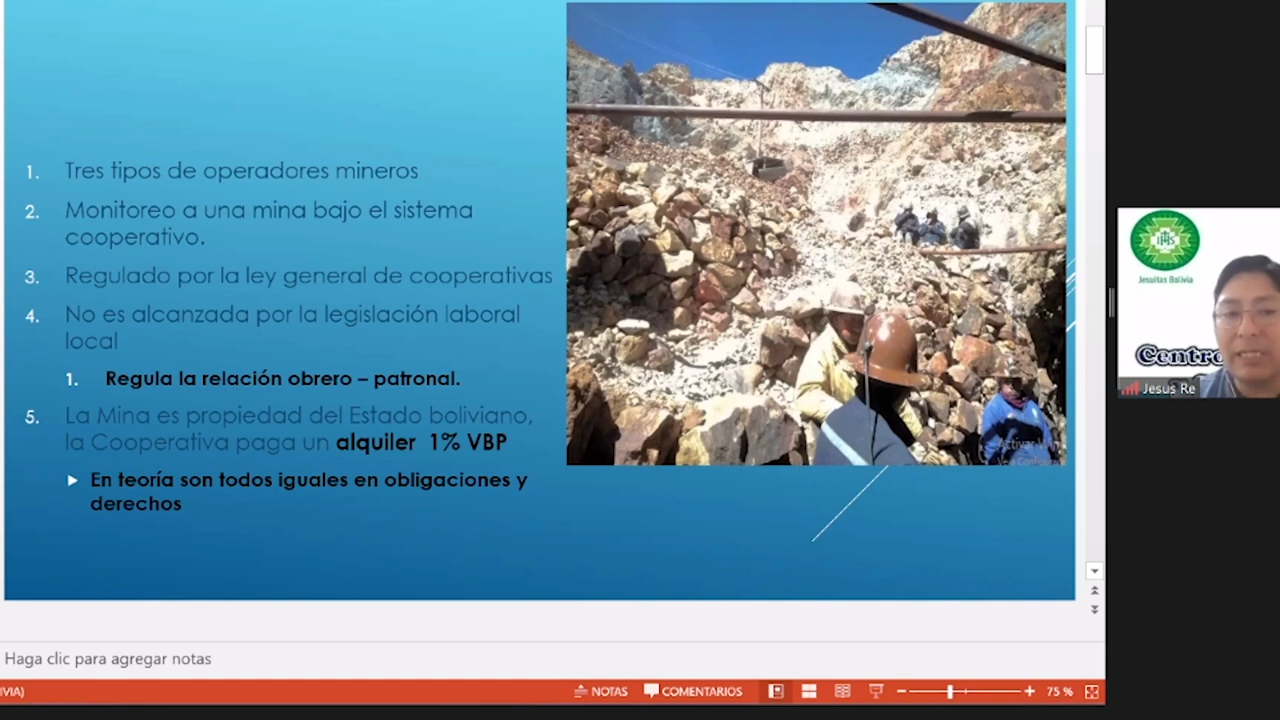 1. Tres tipos de operadores mineros
2. Monitoreo a una mina bajo el sistema
cooperativo.
3. Regulado por la ley general de cooperativas
4. No es alcanzada por la legislación laboral
local
1. Regula la relación obrero – patronal.
5. La Mina es propiedad del Estado boliviano,
la Cooperativa paga un alquiler 1% VBP
En teoría son todos iguales en obligaciones y
derechos
IHS
Jesuitas Bolivia
Centro
Jesus Re
Haga clic para agregar notas
IVIA)
NOTAS
COMENTARIOS
75 %